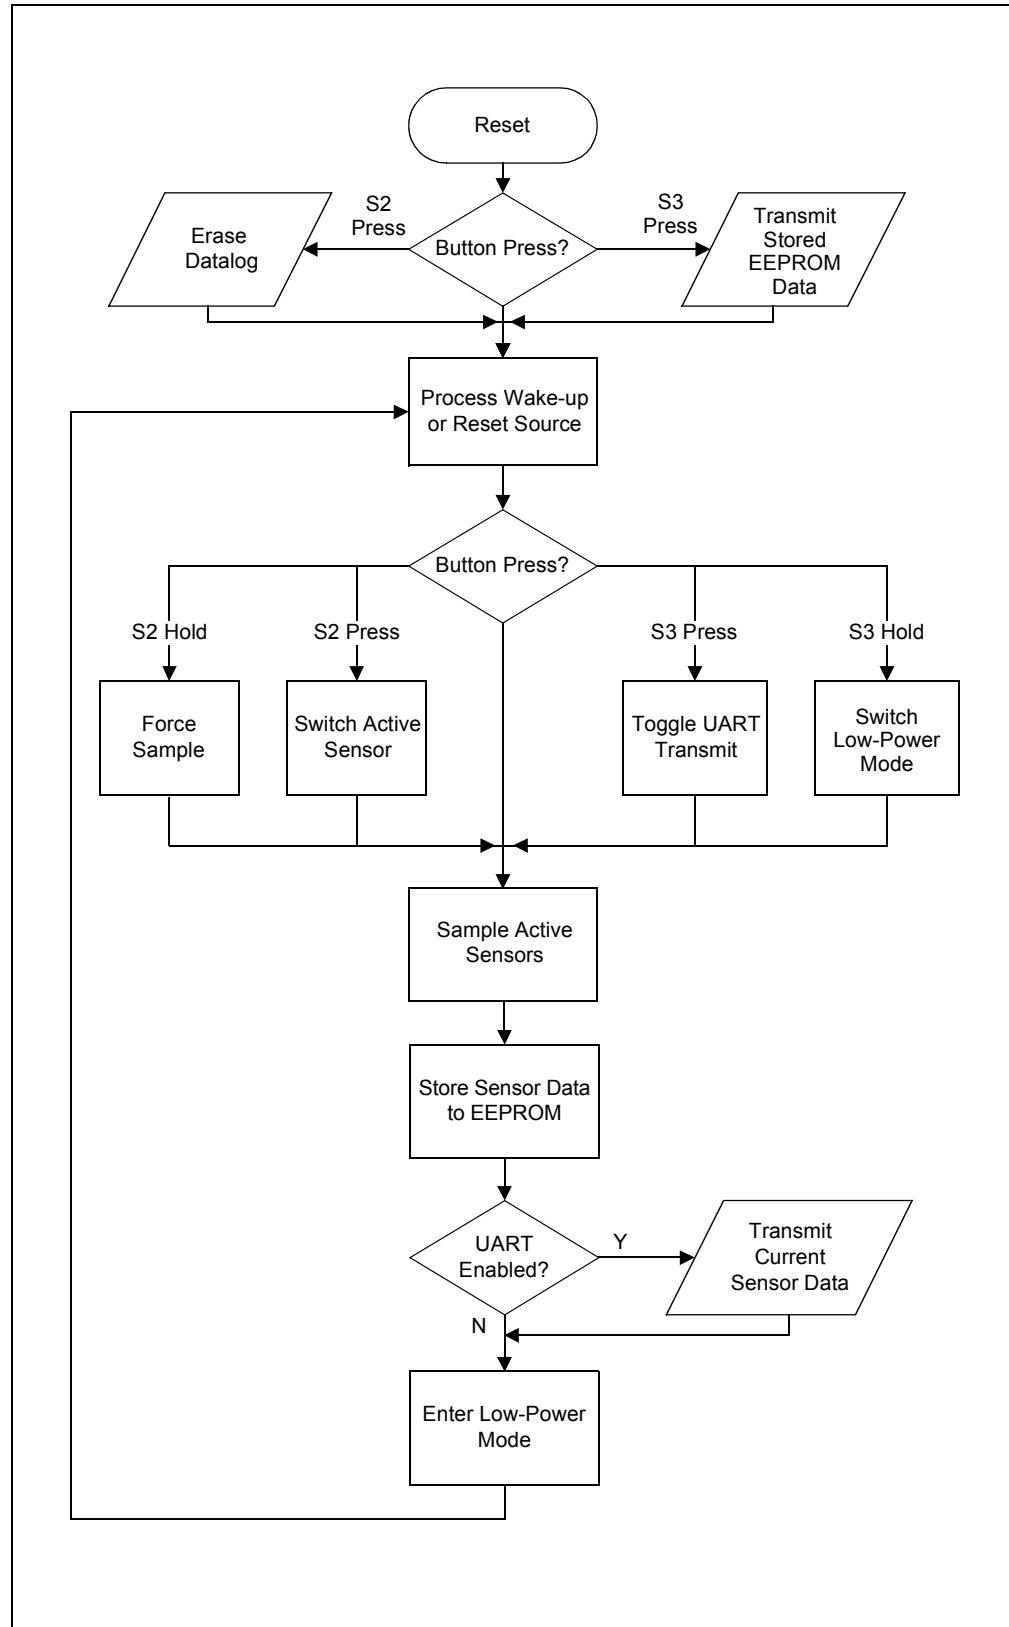 Reset
S2
Press
S3
Press
Erase
Datalog
Button Press?
Transmit
Stored
EEPROM
Data
Process Wake-up
or Reset Source
Button Press?
S2 Hold
S2 Press
S3 Press
S3 Hold
Force
Sample
Switch Active
Sensor
Toggle UART
Transmit
Switch
Low-Power
Mode
Sample Active
Sensors
Store Sensor Data
to EEPROM
UART
Enabled?
Y
Transmit
Current
Sensor Data
N
Enter Low-Power
Mode